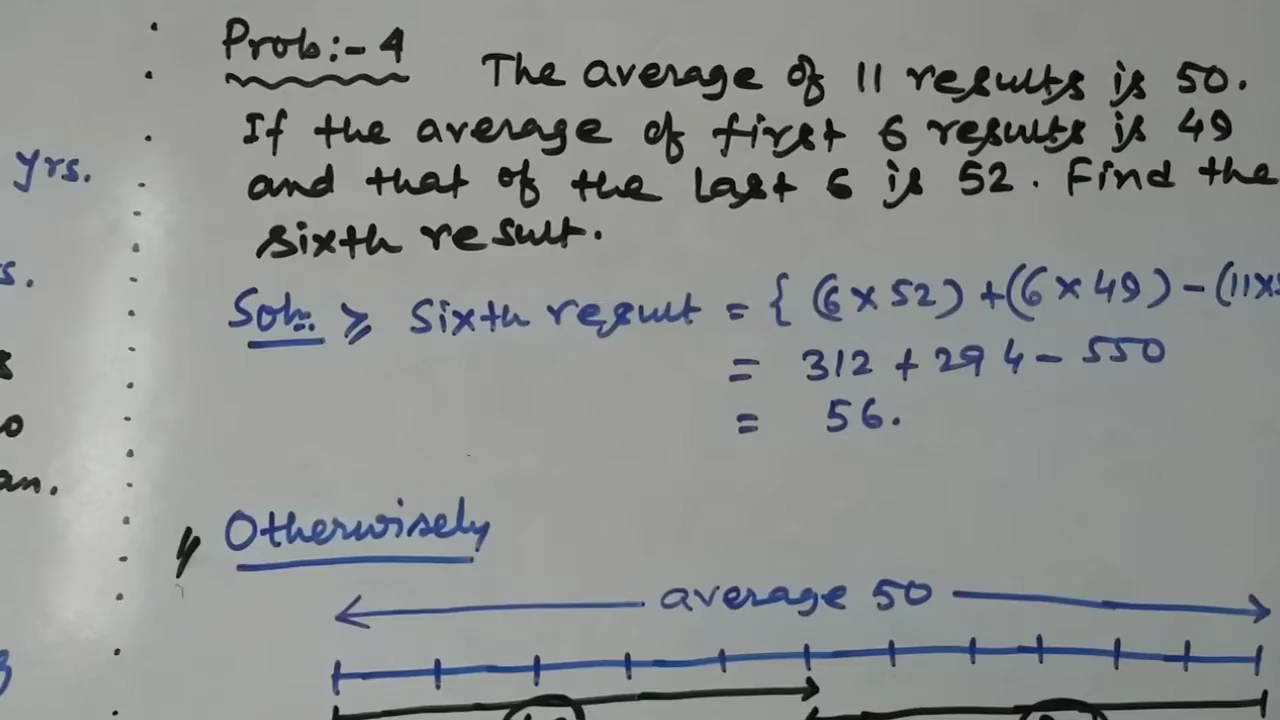 Prob:- 4
The average of 11 results is 50.
If the average of first 6 results is 49
and that of the last 6 is 52. Find the
sixth result.
yrs.
s.
Soln. ⩾ Sixth result = { (6 × 52) + (6 × 49) - (11×
= 312 + 294 - 550
= 56.
an.
Otherwisely
average 50